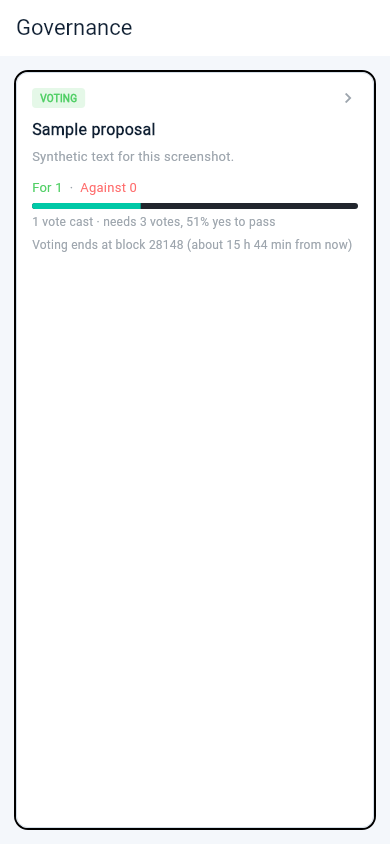 Governance
VOTING
Sample proposal
Synthetic text for this screenshot.
For 1 · Against 0
1 vote cast · needs 3 votes, 51% yes to pass
Voting ends at block 28148 (about 15 h 44 min from now)